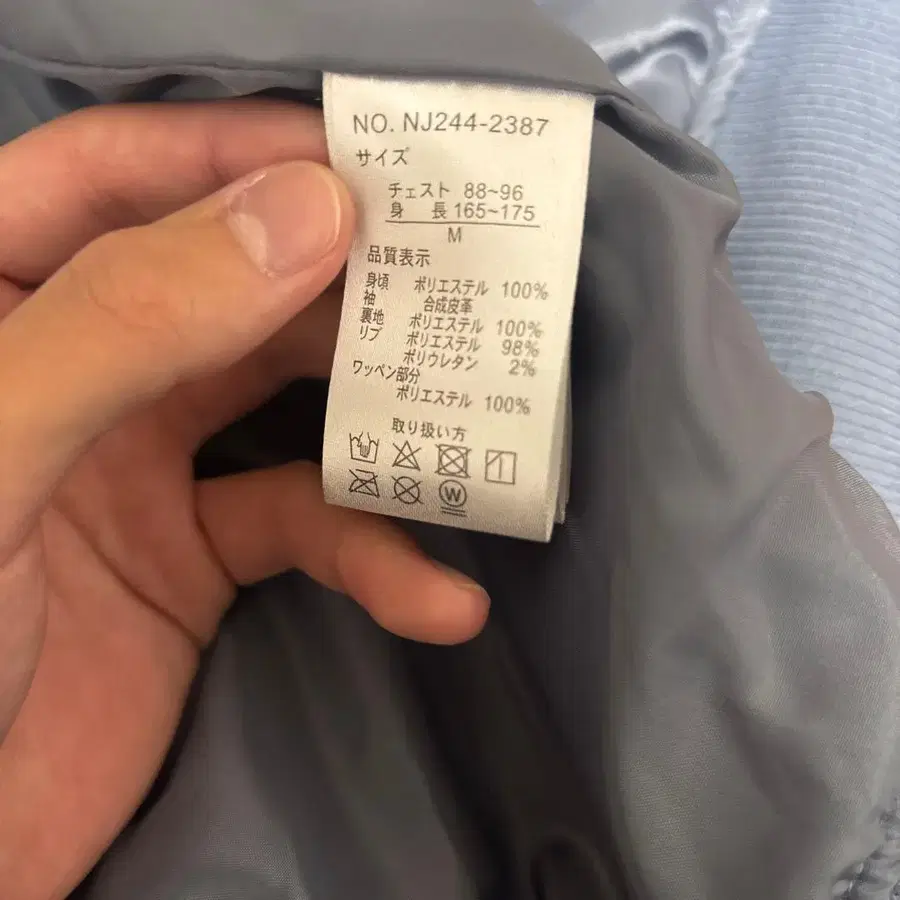 NO. NJ244-2387
サイズ
チェスト 88~96
身 長 165~175
M
品質表示
身頃 ポリエステル 100%
袖 合成皮革
裏地 ポリエステル 100%
リブ ポリエステル 98%
ポリウレタン 2%
ワッペン部分
ポリエステル 100%
取り扱い方
W